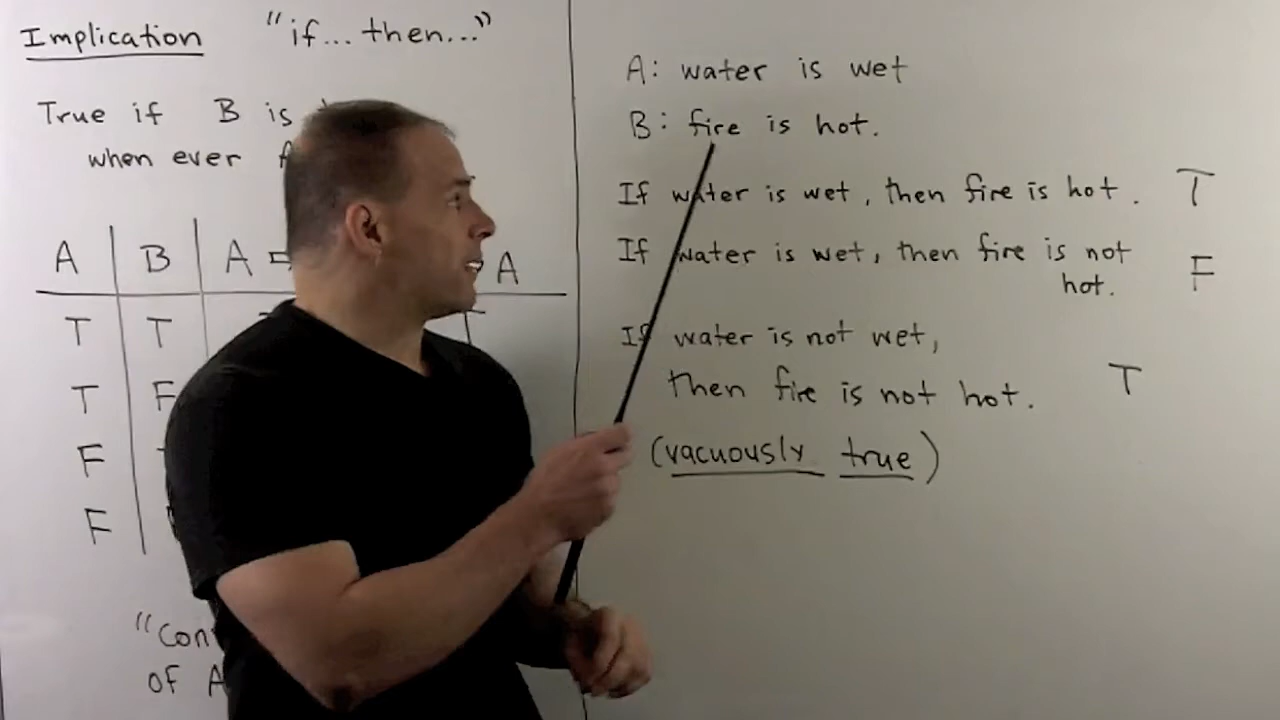 Implication "if... then..."
True if B is
when ever
A B A A
T T
T F
F
F
"Con
of A
A: water is wet
B: fire is hot.
If water is wet, then fire is hot. T
If water is wet, then fire is not F
hot.
If water is not wet,
then fire is not hot. T
(vacuously true)